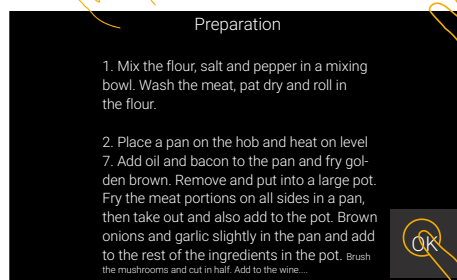 Preparation
1. Mix the flour, salt and pepper in a mixing
bowl. Wash the meat, pat dry and roll in
the flour.
2. Place a pan on the hob and heat on level
7. Add oil and bacon to the pan and fry gol-
den brown. Remove and put into a large pot.
Fry the meat portions on all sides in a pan,
then take out and also add to the pot. Brown
onions and garlic slightly in the pan and add
to the rest of the ingredients in the pot. Brush
the mushrooms and cut in half. Add to the wine....
OK